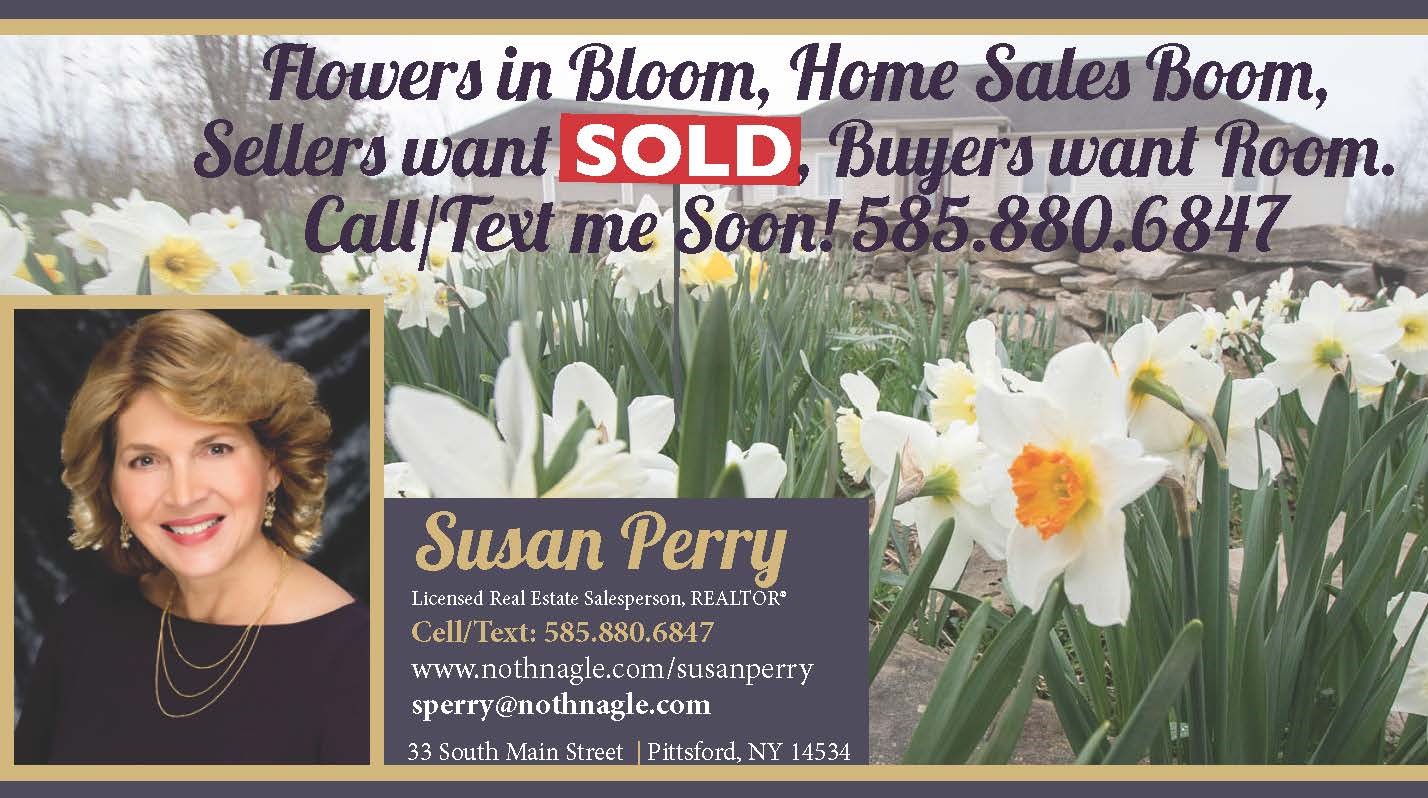 Flowers in Bloom, Home Sales Boom,
Sellers want SOLD, Buyers want Room.
Call/Text me Soon! 585.880.6847
Susan Perry
Licensed Real Estate Salesperson, REALTOR®
Cell/Text: 585.880.6847
www.nothnagle.com/susanperry
sperry@nothnagle.com
33 South Main Street | Pittsford, NY 14534